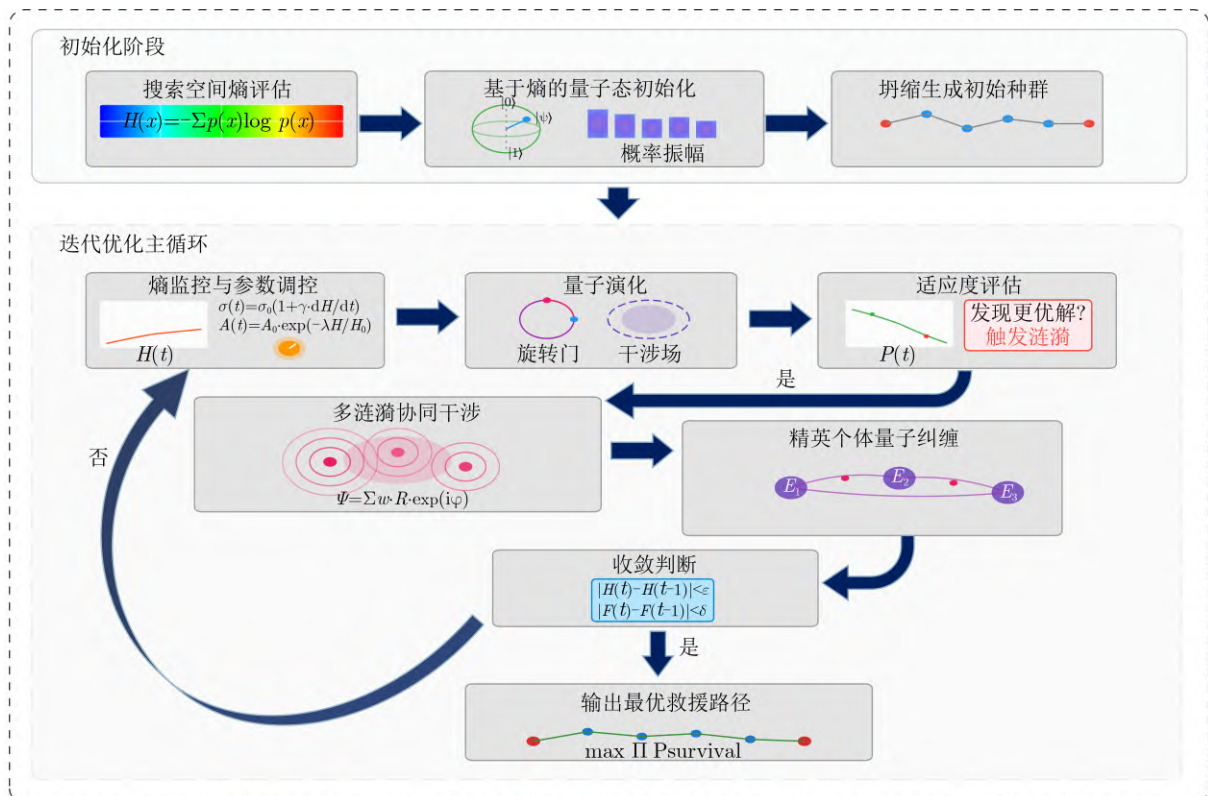 初始化阶段
搜索空间熵评估
H(x)=−Σp(x)log p(x)
基于熵的量子态初始化
|0⟩
|ψ⟩
|1⟩
概率振幅
坍缩生成初始种群
迭代优化主循环
熵监控与参数调控
σ(t)=σ₀(1+γ·dH/dt)
A(t)=A₀·exp(−λH/H₀)
H(t)
量子演化
旋转门
干涉场
适应度评估
P(t)
发现更优解?
触发涟漪
是
多涟漪协同干涉
Ψ=Σw·R·exp(iφ)
精英个体量子纠缠
E₁
E₂
E₃
否
收敛判断
|H(t)−H(t−1)|<ε
|F(t)−F(t−1)|<δ
是
输出最优救援路径
max Π Psurvival